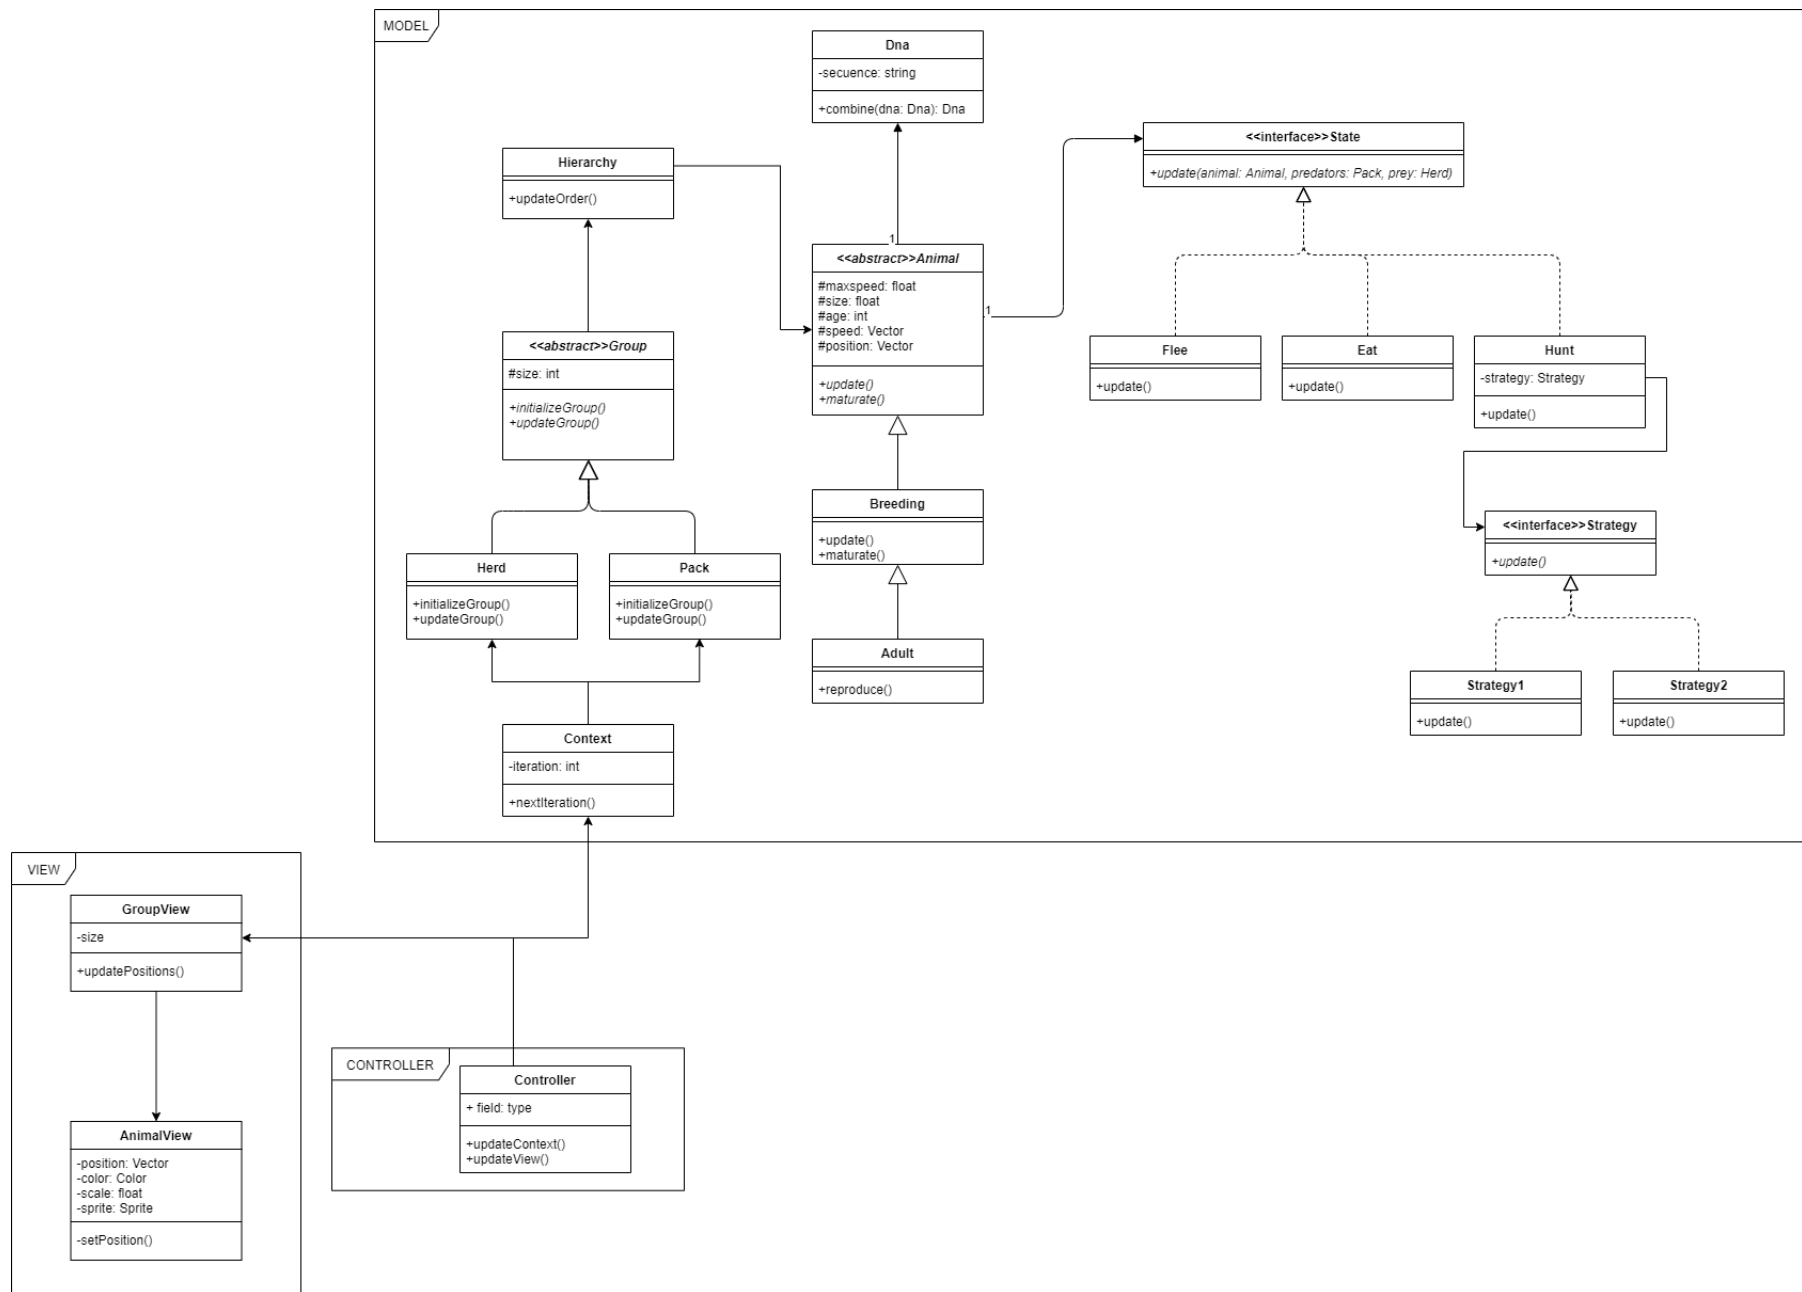 MODEL
Dna
-secuence: string
+combine(dna: Dna): Dna
Hierarchy
+updateOrder()
<<interface>>State
+update(animal: Animal, predators: Pack, prey: Herd)
1
<<abstract>>Animal
#maxspeed: float
#size: float
#age: int
#speed: Vector
#position: Vector
+update()
+maturate()
1
<<abstract>>Group
#size: int
+initializeGroup()
+updateGroup()
Flee
+update()
Eat
+update()
Hunt
-strategy: Strategy
+update()
Breeding
+update()
+maturate()
<<interface>>Strategy
+update()
Herd
+initializeGroup()
+updateGroup()
Pack
+initializeGroup()
+updateGroup()
Adult
+reproduce()
Strategy1
+update()
Strategy2
+update()
Context
-iteration: int
+nextIteration()
VIEW
GroupView
-size
+updatePositions()
CONTROLLER
Controller
+ field: type
+updateContext()
+updateView()
AnimalView
-position: Vector
-color: Color
-scale: float
-sprite: Sprite
-setPosition()